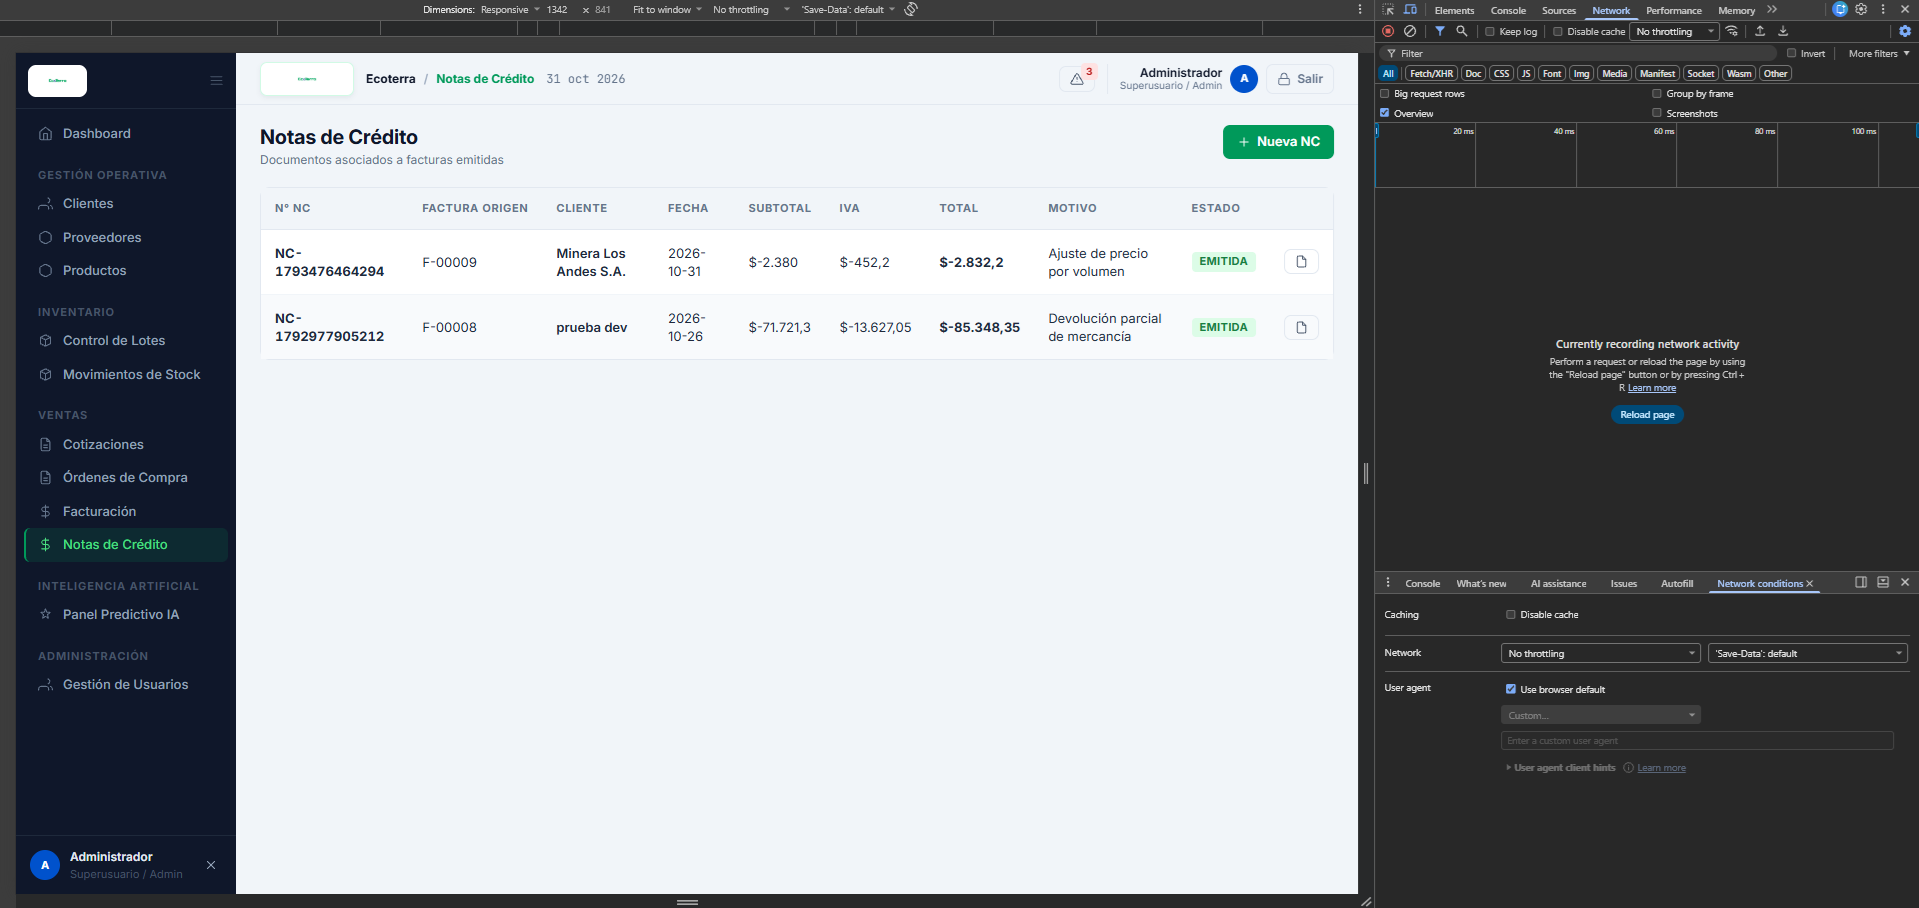 Dimensions: Responsive 1342 × 841 Fit to window No throttling 'Save-Data': default
Ecoterra
Dashboard
GESTIÓN OPERATIVA
Clientes
Proveedores
Productos
INVENTARIO
Control de Lotes
Movimientos de Stock
VENTAS
Cotizaciones
Órdenes de Compra
Facturación
Notas de Crédito
INTELIGENCIA ARTIFICIAL
Panel Predictivo IA
ADMINISTRACIÓN
Gestión de Usuarios
A Administrador
Superusuario / Admin
Ecoterra Ecoterra / Notas de Crédito 31 oct 2026
3
Administrador
Superusuario / Admin
A
Salir
Notas de Crédito
Documentos asociados a facturas emitidas
+ Nueva NC
N° NC FACTURA ORIGEN CLIENTE FECHA SUBTOTAL IVA TOTAL MOTIVO ESTADO
NC-1793476464294 F-00009 Minera Los Andes S.A. 2026-10-31 $-2.380 $-452,2 $-2.832,2 Ajuste de precio por volumen EMITIDA
NC-1792977905212 F-00008 prueba dev 2026-10-26 $-71.721,3 $-13.627,05 $-85.348,35 Devolución parcial de mercancía EMITIDA
Elements Console Sources Network Performance Memory
Keep log Disable cache No throttling
Filter Invert More filters
All Fetch/XHR Doc CSS JS Font Img Media Manifest Socket Wasm Other
Big request rows Group by frame
Overview Screenshots
20 ms 40 ms 60 ms 80 ms 100 ms
Currently recording network activity
Perform a request or reload the page by using
the "Reload page" button or by pressing Ctrl +
R Learn more
Reload page
Console What's new AI assistance Issues Autofill Network conditions
Caching Disable cache
Network No throttling 'Save-Data': default
User agent Use browser default
Custom...
Enter a custom user agent
User agent client hints Learn more